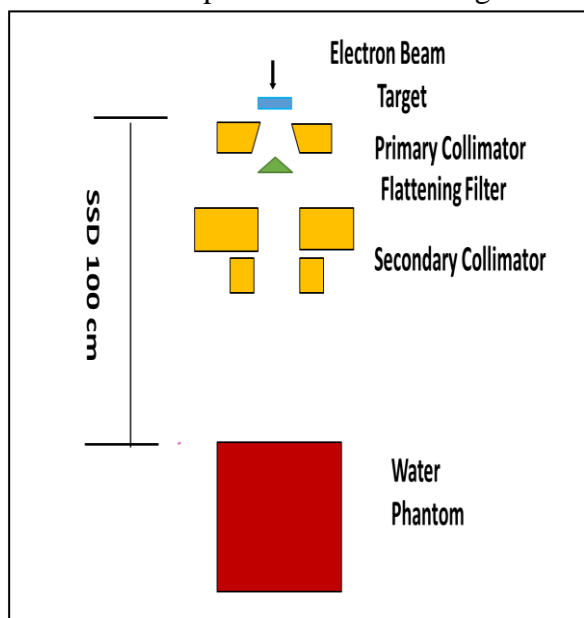 Electron Beam
Target
Primary Collimator
Flattening Filter
Secondary Collimator
SSD 100 cm
Water
Phantom